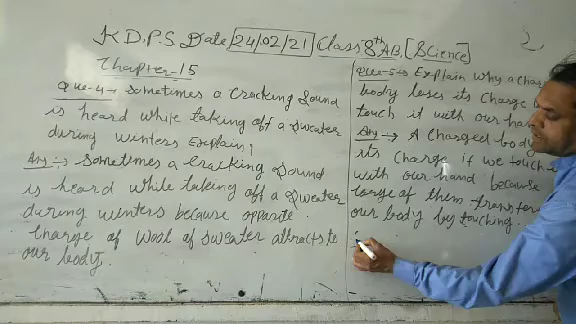 K.D.P.S. Date 24/02/21 Class 8th AB, [Science]
Chapter-15
Que-4→ Sometimes a cracking sound
is heard while taking off a sweater
during winters Explain;
Ans:→ Sometimes a cracking sound
is heard while taking off a sweater
during winters because opposite
charge of wool of sweater attracts to
our body.
Que-5→ Explain why a
body loses its charge
touch it with our
Ans→ A charged body
its charge if we touch
with our hand because
large of them
our body by touching.